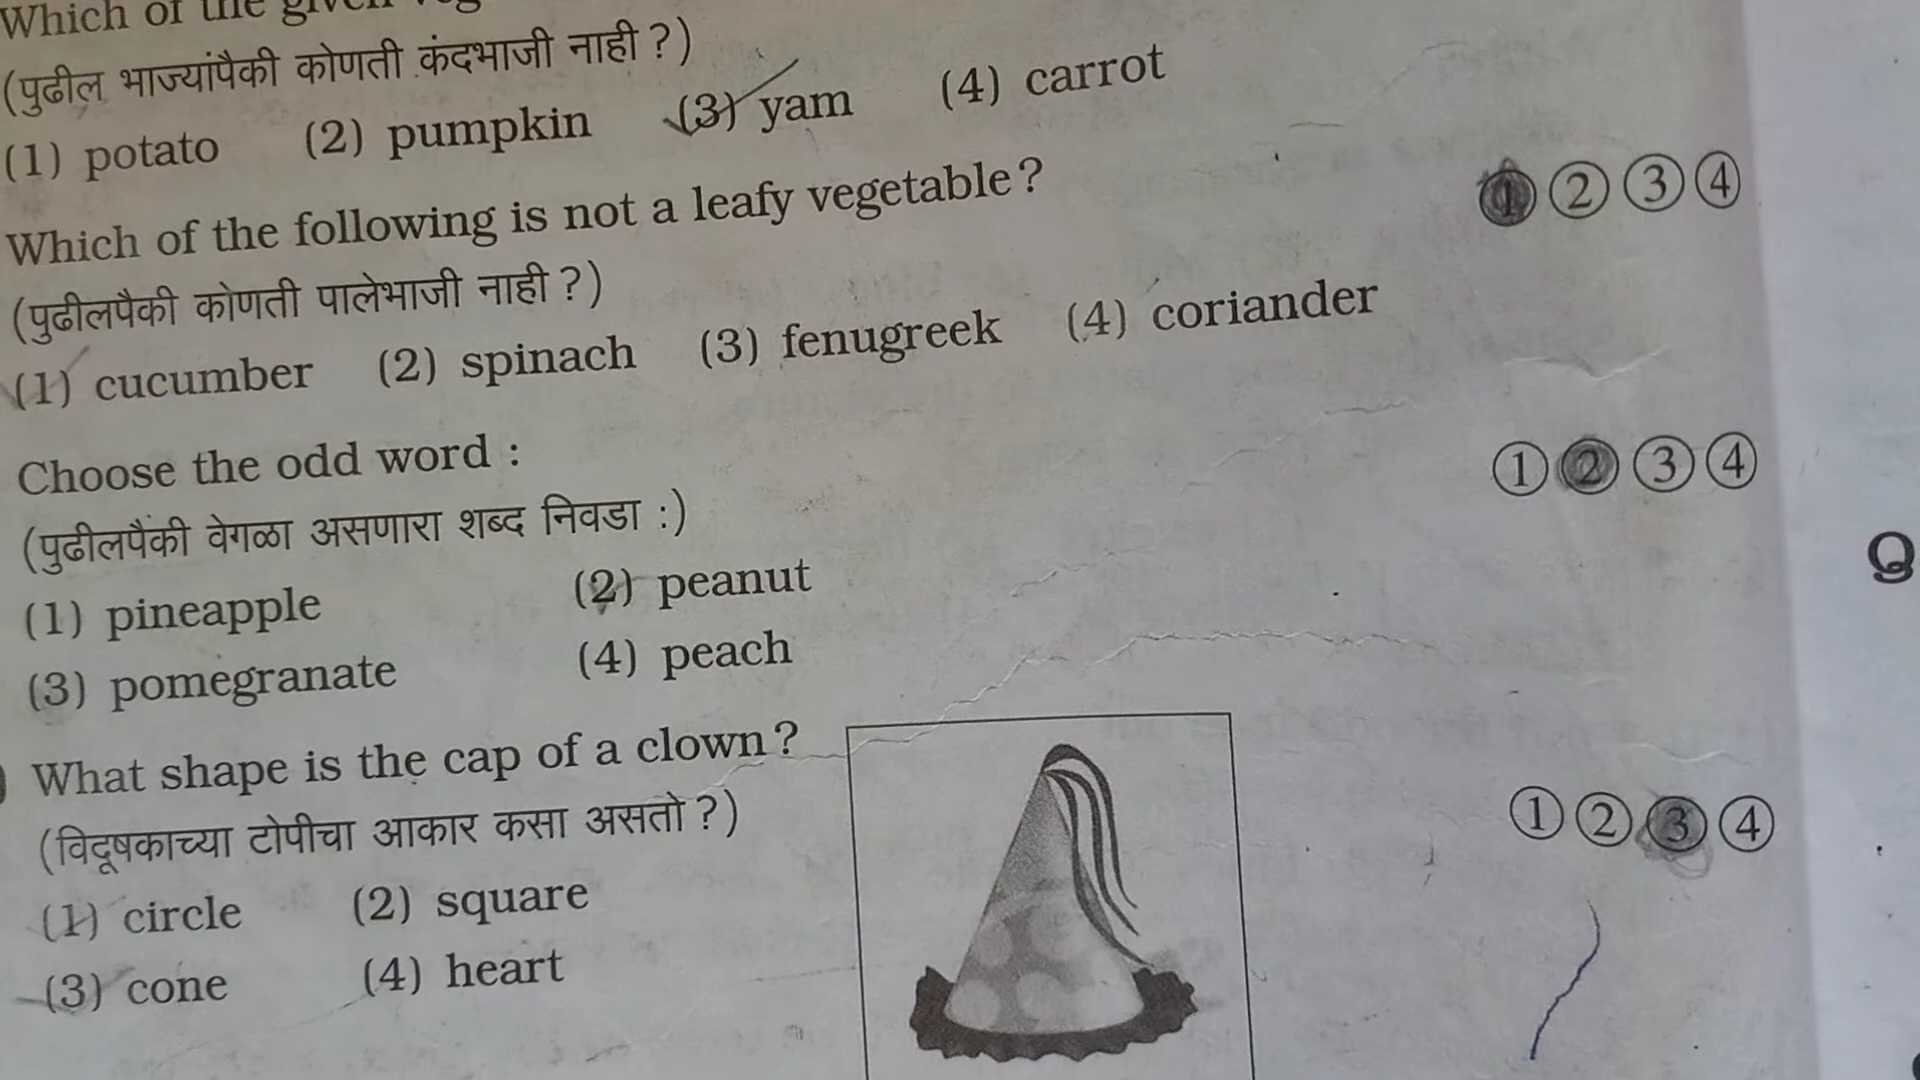 Which of the given
(पुढील भाज्यांपैकी कोणती कंदभाजी नाही ?)
(1) potato (2) pumpkin (3) yam (4) carrot
Which of the following is not a leafy vegetable ? ① ② ③ ④
(पुढीलपैकी कोणती पालेभाजी नाही ?)
(1) cucumber (2) spinach (3) fenugreek (4) coriander
Choose the odd word : ① ② ③ ④
(पुढीलपैकी वेगळा असणारा शब्द निवडा :)
(1) pineapple (2) peanut
(3) pomegranate (4) peach
What shape is the cap of a clown ? ① ② ③ ④
(विदूषकाच्या टोपीचा आकार कसा असतो ?)
(1) circle (2) square
(3) cone (4) heart
Q